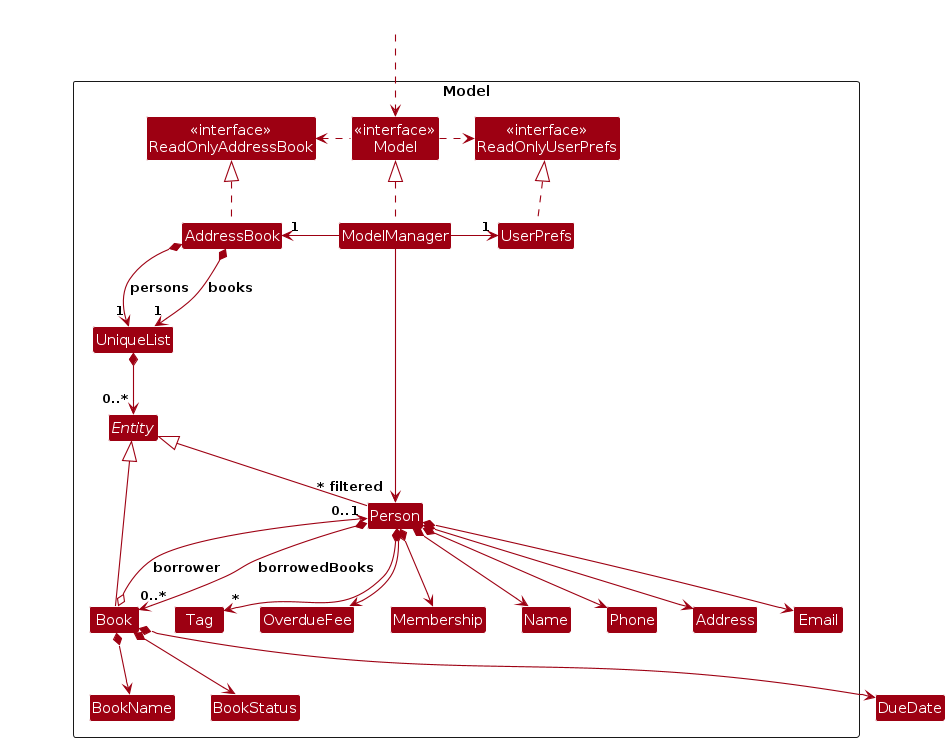 Model
«interface»
ReadOnlyAddressBook
«interface»
Model
«interface»
ReadOnlyUserPrefs
AddressBook
1
ModelManager
1
UserPrefs
persons
books
1
1
UniqueList
0..*
Entity
* filtered
0..1
Person
borrower
borrowedBooks
0..*
*
Book
Tag
OverdueFee
Membership
Name
Phone
Address
Email
BookName
BookStatus
DueDate